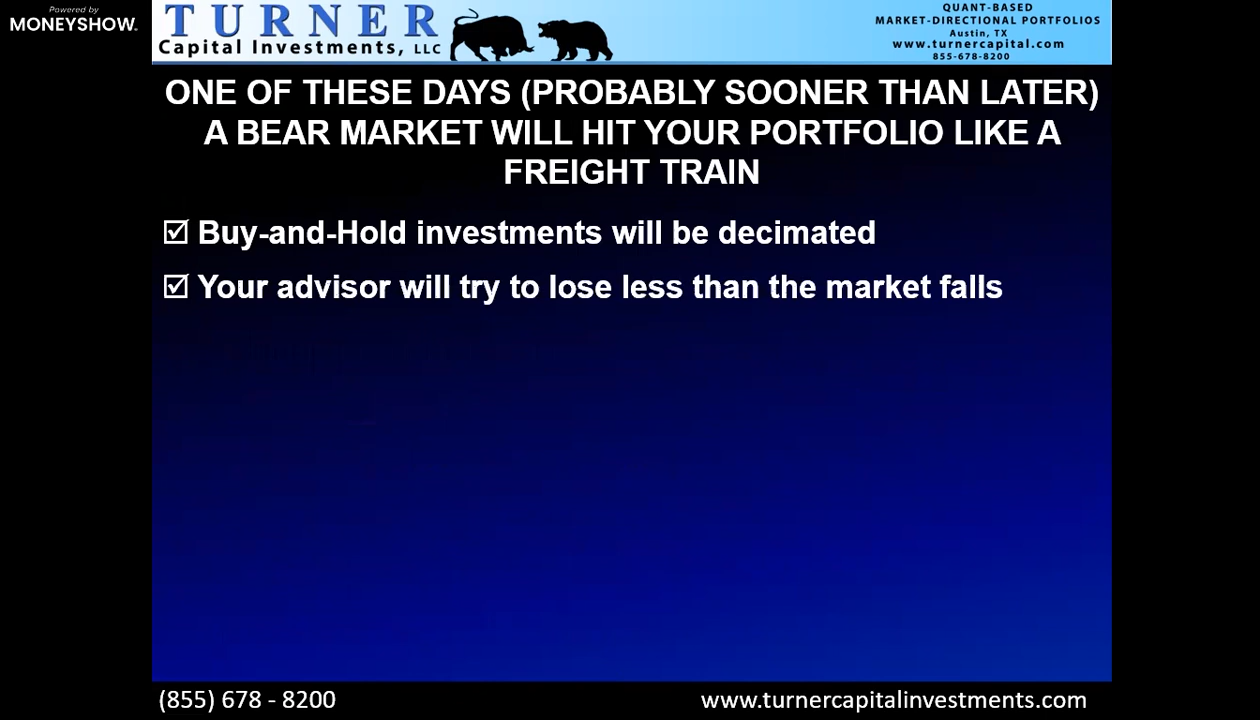 Powered by
MONEYSHOW.
TURNER
Capital Investments, LLC
QUANT-BASED
MARKET-DIRECTIONAL PORTFOLIOS
Austin, TX
www.turnercapital.com
855-678-8200
ONE OF THESE DAYS (PROBABLY SOONER THAN LATER)
A BEAR MARKET WILL HIT YOUR PORTFOLIO LIKE A
FREIGHT TRAIN
☑ Buy-and-Hold investments will be decimated
☑ Your advisor will try to lose less than the market falls
(855) 678 - 8200
www.turnercapitalinvestments.com